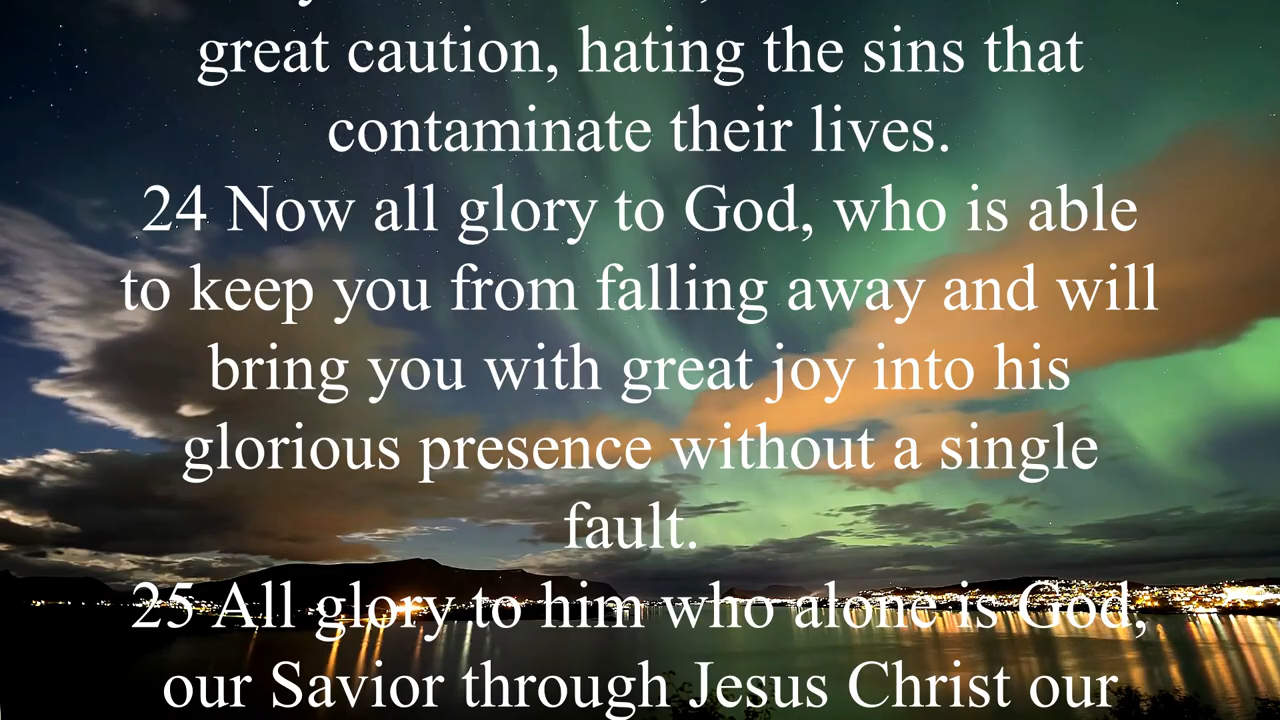 great caution, hating the sins that
contaminate their lives.
24 Now all glory to God, who is able
to keep you from falling away and will
bring you with great joy into his
glorious presence without a single
fault.
25 All glory to him who alone is God,
our Savior through Jesus Christ our